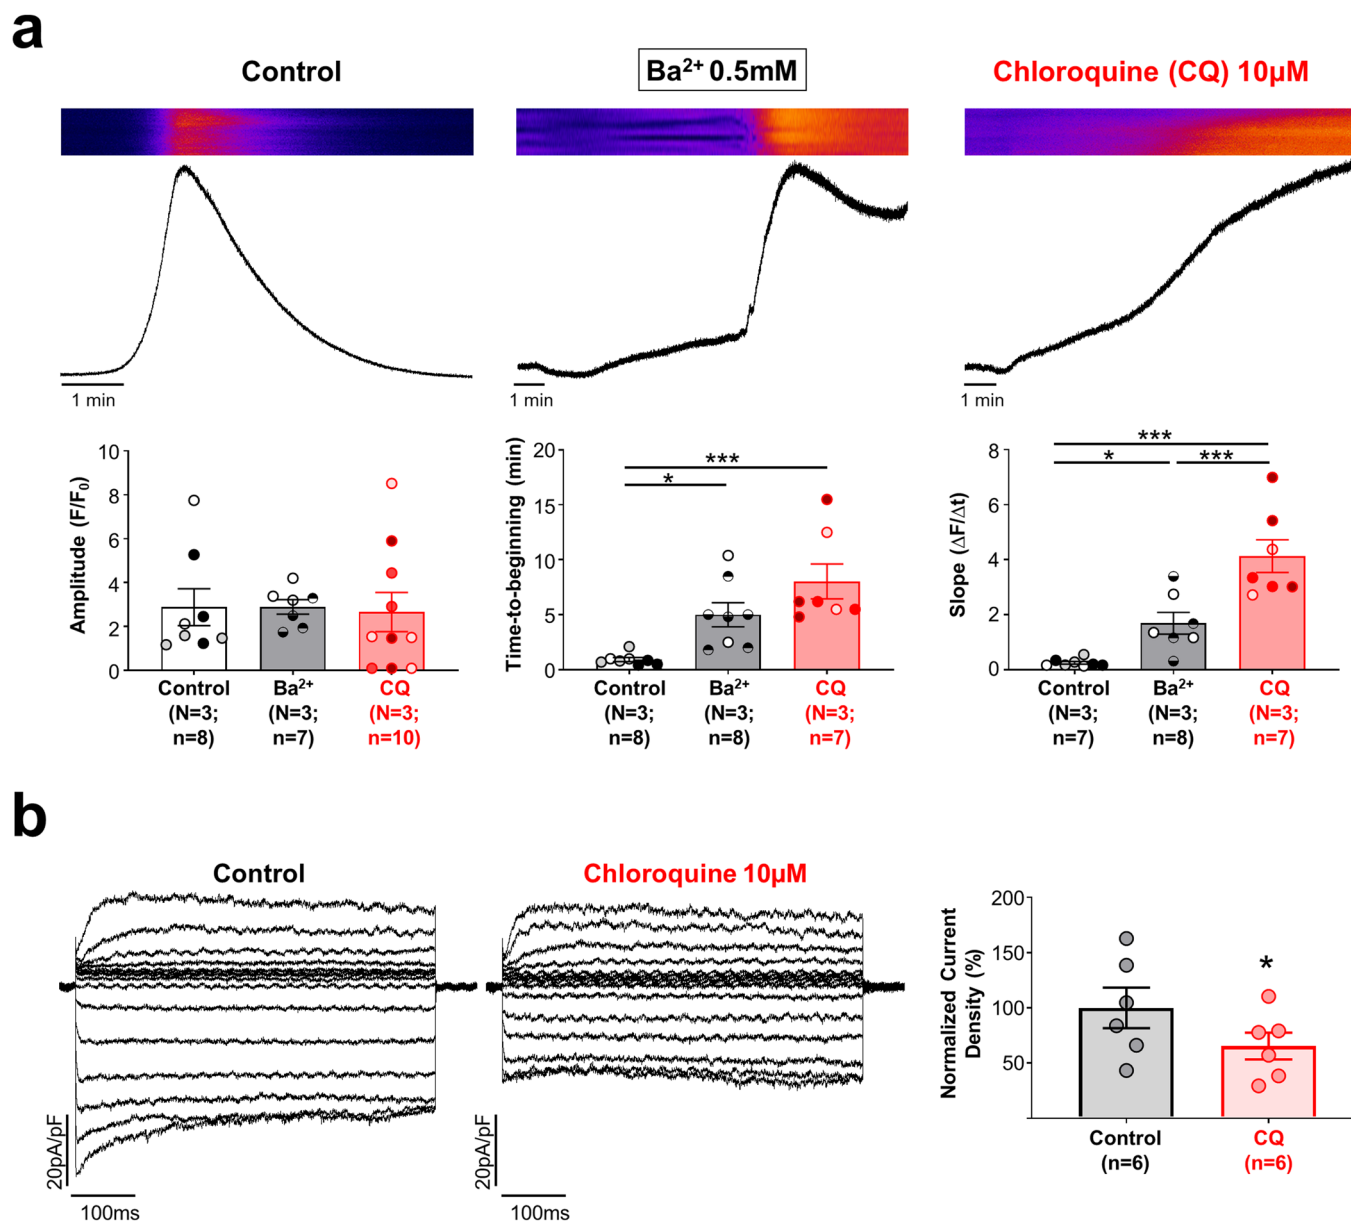 a
Control
Ba²⁺ 0.5mM
Chloroquine (CQ) 10µM
1 min
1 min
1 min
Amplitude (F/F₀)
10
8
6
4
2
0
Control
(N=3;
n=8)
Ba²⁺
(N=3;
n=7)
CQ
(N=3;
n=10)
Time-to-beginning (min)
20
15
10
5
0
***
*
Control
(N=3;
n=8)
Ba²⁺
(N=3;
n=8)
CQ
(N=3;
n=7)
Slope (ΔF/Δt)
8
6
4
2
0
***
*
***
Control
(N=3;
n=7)
Ba²⁺
(N=3;
n=8)
CQ
(N=3;
n=7)
b
Control
20pA/pF
100ms
Chloroquine 10µM
20pA/pF
100ms
Normalized Current
Density (%)
200
150
100
50
*
Control
(n=6)
CQ
(n=6)